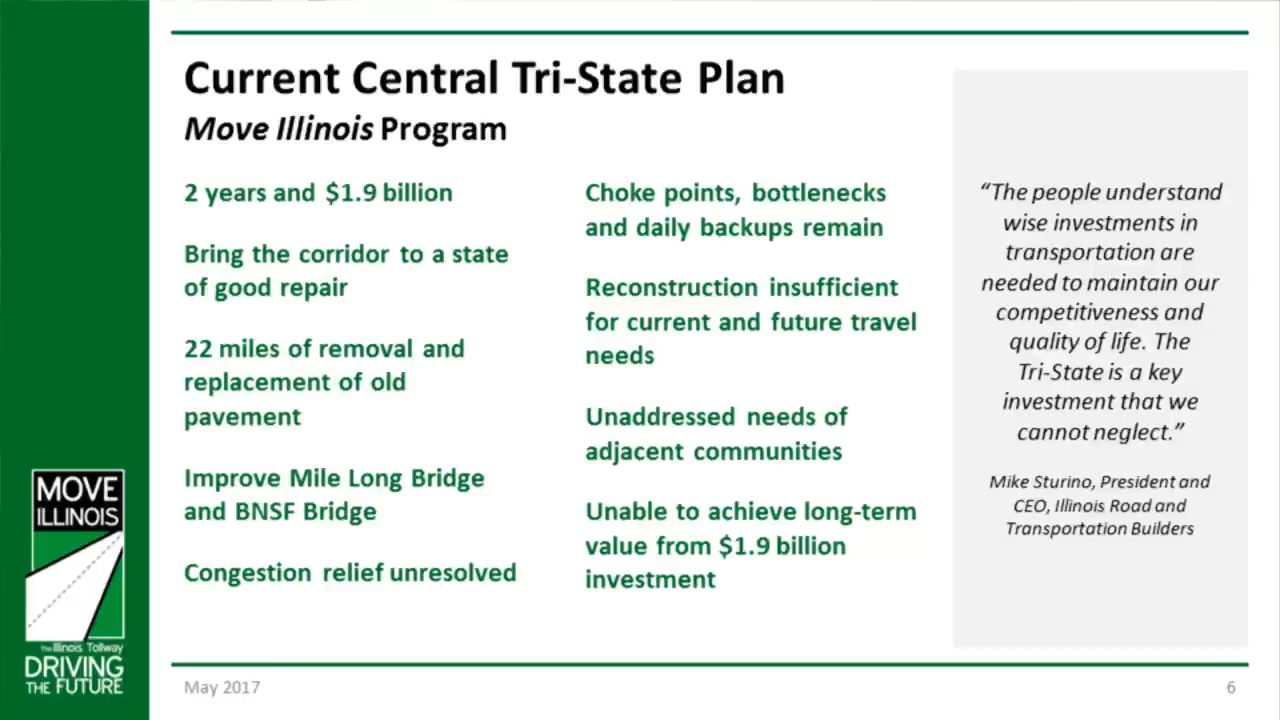 Current Central Tri-State Plan
Move Illinois Program
2 years and $1.9 billion
Bring the corridor to a state
of good repair
22 miles of removal and
replacement of old
pavement
Improve Mile Long Bridge
and BNSF Bridge
Congestion relief unresolved
Choke points, bottlenecks
and daily backups remain
Reconstruction insufficient
for current and future travel
needs
Unaddressed needs of
adjacent communities
Unable to achieve long-term
value from $1.9 billion
investment
“The people understand
wise investments in
transportation are
needed to maintain our
competitiveness and
quality of life. The
Tri-State is a key
investment that we
cannot neglect.”
Mike Sturino, President and
CEO, Illinois Road and
Transportation Builders
MOVE
ILLINOIS
The Illinois Tollway
DRIVING
THE FUTURE
May 2017
6